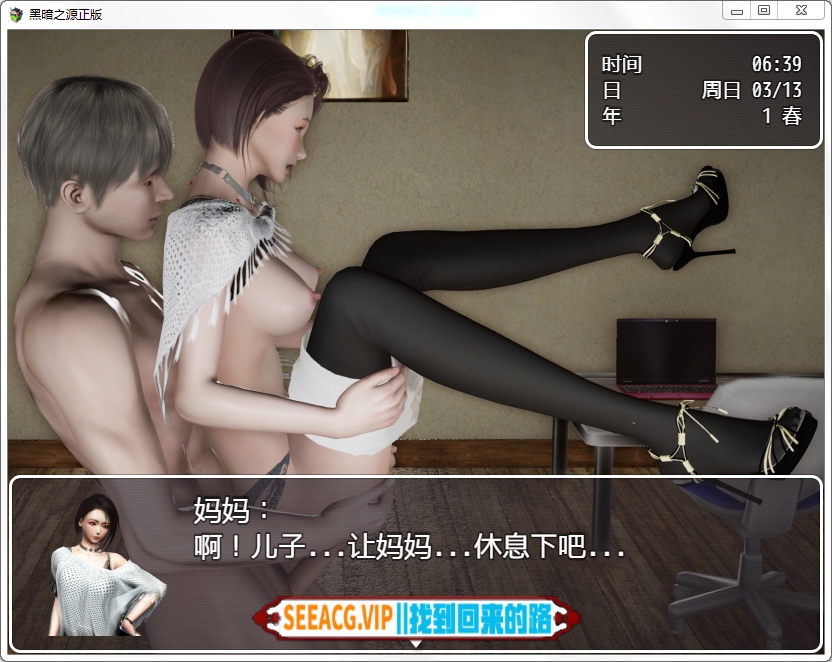 黑暗之源正版
时间 06:39
日 周日 03/13
年 1 春
妈妈：
啊！儿子...让妈妈...休息下吧...
SEEACG.VIP||找到回来的路